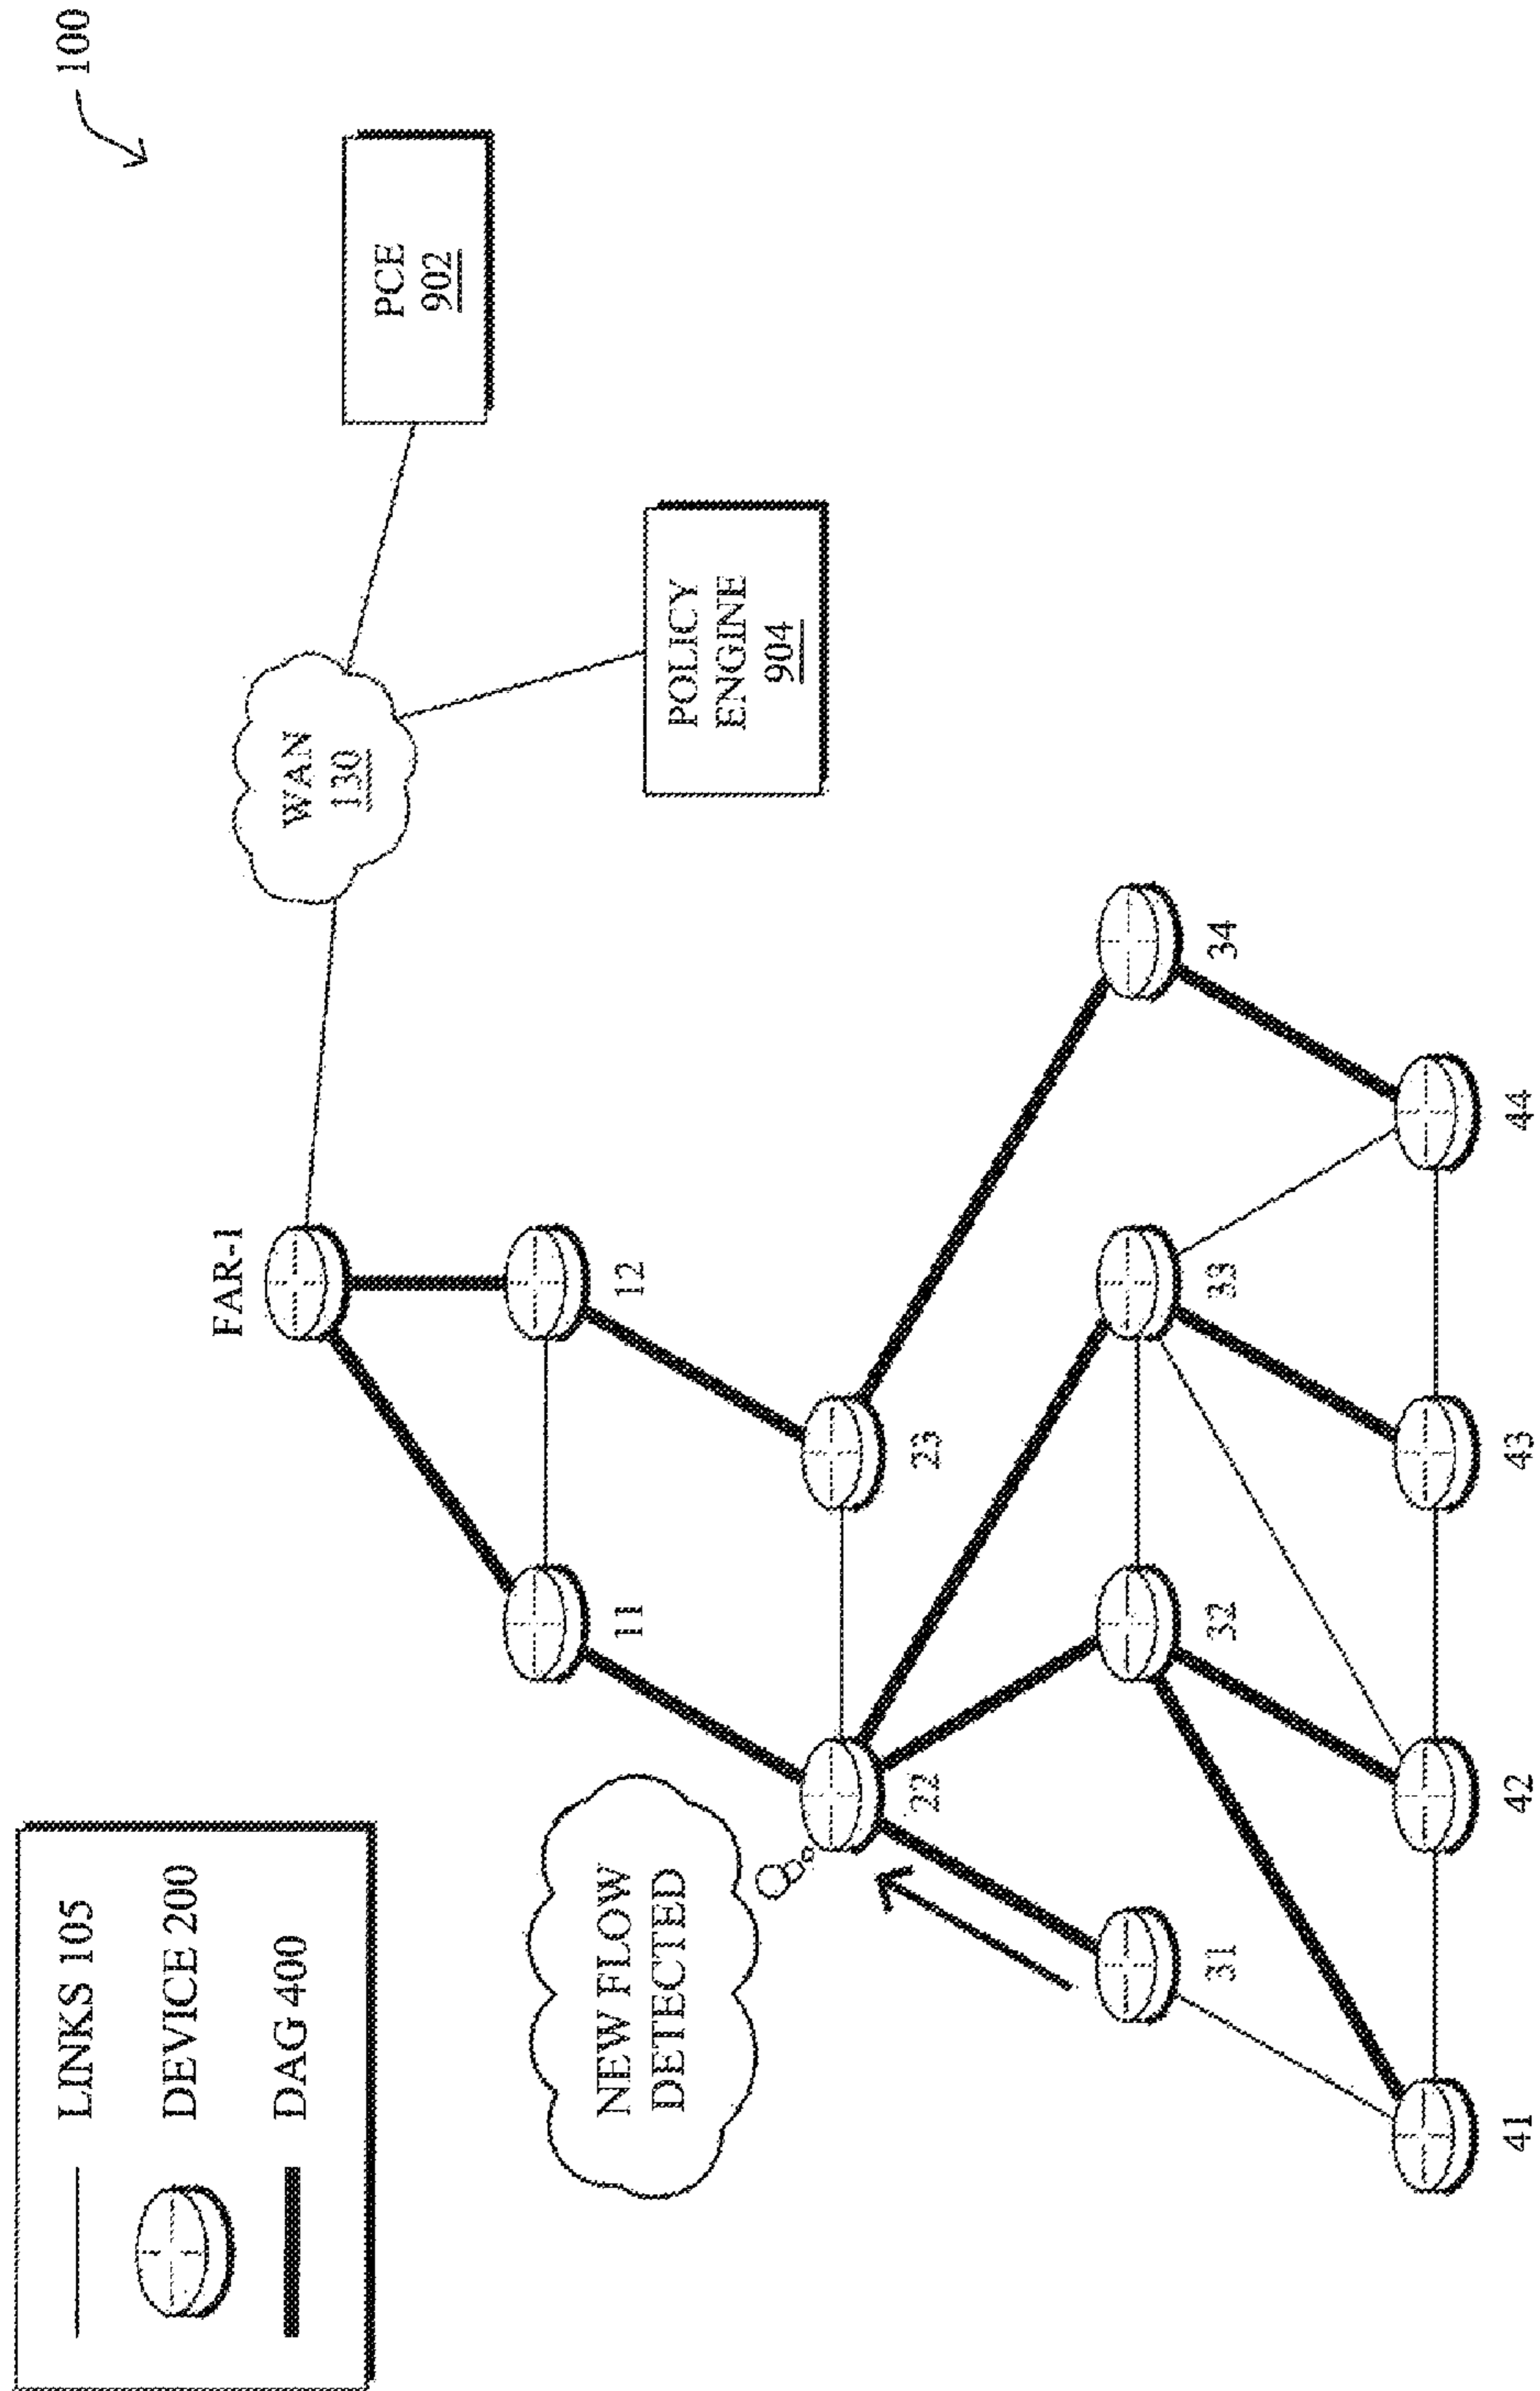 LINKS 105
DEVICE 200
DAG 400
100
FAR-1
WAN
130
PCE
902
POLICY
ENGINE
904
11
12
NEW FLOW
DETECTED
22
23
31
32
33
34
41
42
43
44